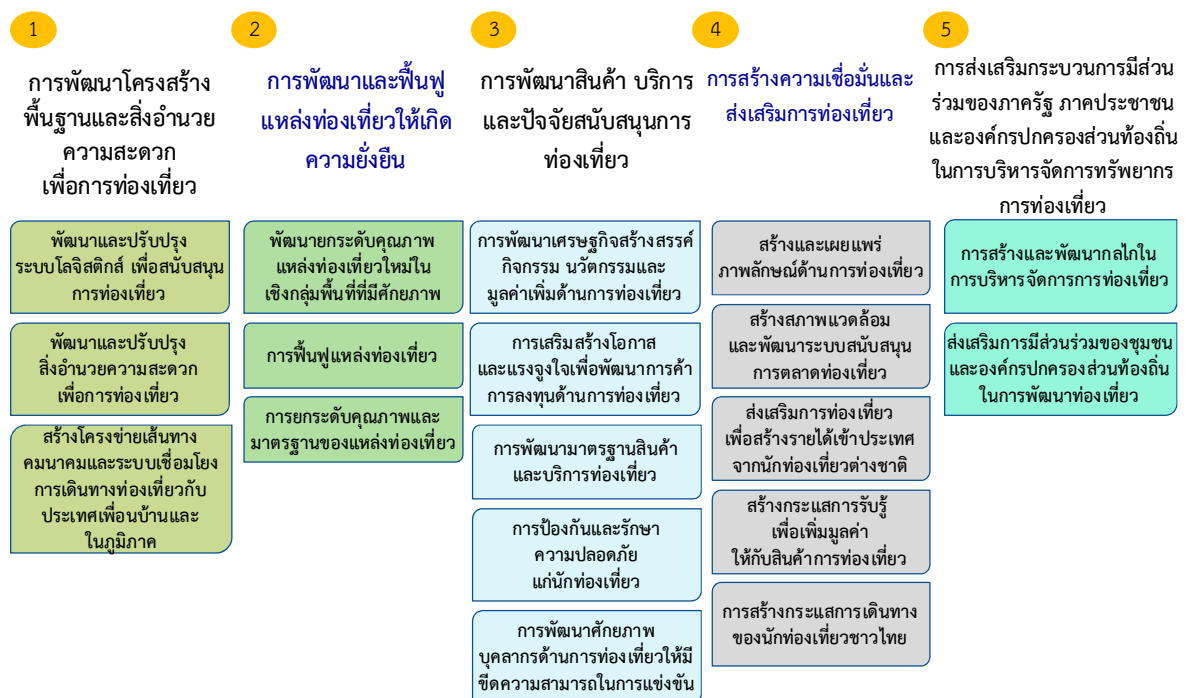 1
การพัฒนาโครงสร้าง
พื้นฐานและสิ่งอำนวย
ความสะดวก
เพื่อการท่องเที่ยว
พัฒนาและปรับปรุง
ระบบโลจิสติกส์ เพื่อสนับสนุน
การท่องเที่ยว
พัฒนาและปรับปรุง
สิ่งอำนวยความสะดวก
เพื่อการท่องเที่ยว
สร้างโครงข่ายเส้นทาง
คมนาคมและระบบเชื่อมโยง
การเดินทางท่องเที่ยวกับ
ประเทศเพื่อนบ้านและ
ในภูมิภาค
2
การพัฒนาและฟื้นฟู
แหล่งท่องเที่ยวให้เกิด
ความยั่งยืน
พัฒนายกระดับคุณภาพ
แหล่งท่องเที่ยวใหม่ใน
เชิงกลุ่มพื้นที่ที่มีศักยภาพ
การฟื้นฟูแหล่งท่องเที่ยว
การยกระดับคุณภาพและ
มาตรฐานของแหล่งท่องเที่ยว
3
การพัฒนาสินค้า บริการ
และปัจจัยสนับสนุนการ
ท่องเที่ยว
การพัฒนาเศรษฐกิจสร้างสรรค์
กิจกรรม นวัตกรรมและ
มูลค่าเพิ่มด้านการท่องเที่ยว
การเสริมสร้างโอกาส
และแรงจูงใจเพื่อพัฒนาการค้า
การลงทุนด้านการท่องเที่ยว
การพัฒนามาตรฐานสินค้า
และบริการท่องเที่ยว
การป้องกันและรักษา
ความปลอดภัย
แก่นักท่องเที่ยว
การพัฒนาศักยภาพ
บุคลากรด้านการท่องเที่ยวให้มี
ขีดความสามารถในการแข่งขัน
4
การสร้างความเชื่อมั่นและ
ส่งเสริมการท่องเที่ยว
สร้างและเผยแพร่
ภาพลักษณ์ด้านการท่องเที่ยว
สร้างสภาพแวดล้อม
และพัฒนาระบบสนับสนุน
การตลาดท่องเที่ยว
ส่งเสริมการท่องเที่ยว
เพื่อสร้างรายได้เข้าประเทศ
จากนักท่องเที่ยวต่างชาติ
สร้างกระแสการรับรู้
เพื่อเพิ่มมูลค่า
ให้กับสินค้าการท่องเที่ยว
การสร้างกระแสการเดินทาง
ของนักท่องเที่ยวชาวไทย
5
การส่งเสริมกระบวนการมีส่วน
ร่วมของภาครัฐ ภาคประชาชน
และองค์กรปกครองส่วนท้องถิ่น
ในการบริหารจัดการทรัพยากร
การท่องเที่ยว
การสร้างและพัฒนากลไกใน
การบริหารจัดการการท่องเที่ยว
ส่งเสริมการมีส่วนร่วมของชุมชน
และองค์กรปกครองส่วนท้องถิ่น
ในการพัฒนาท่องเที่ยว